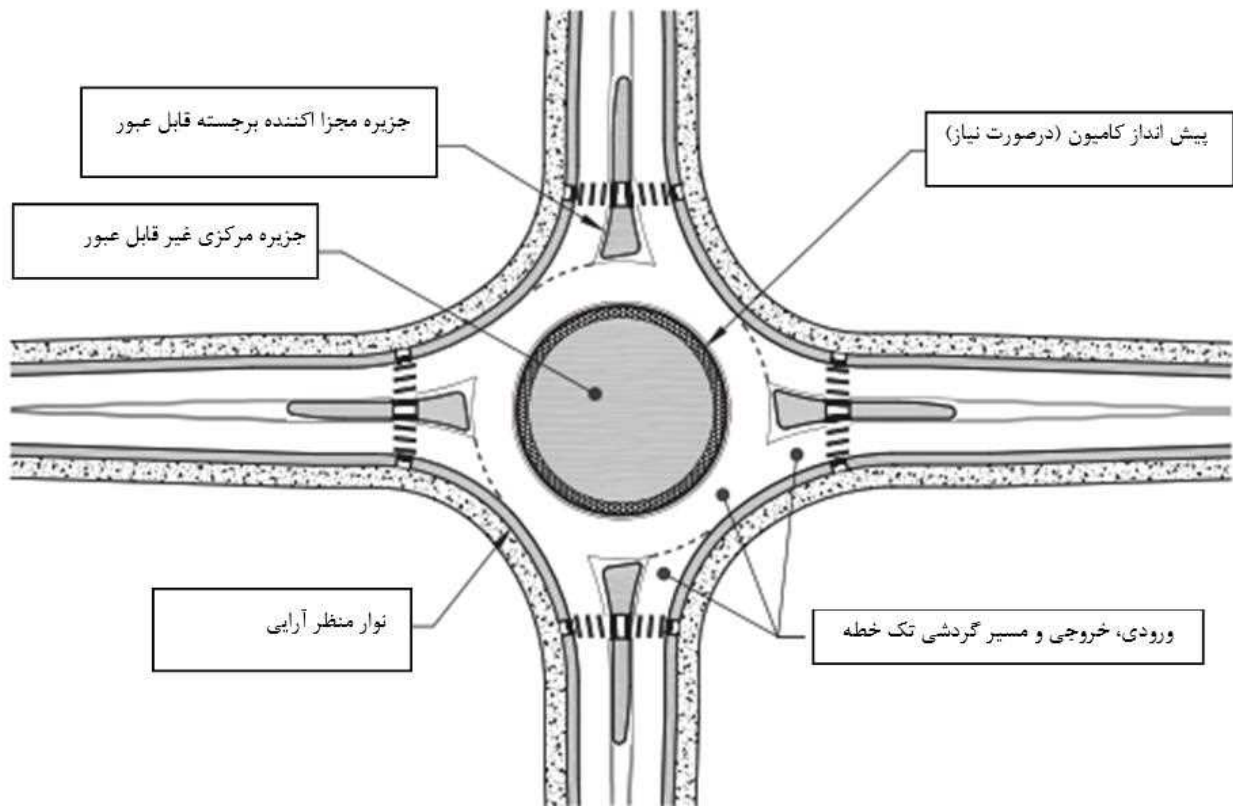 جزیره مجزا اکننده برجسته قابل عبور
پیش انداز کامیون (درصورت نیاز)
جزیره مرکزی غیر قابل عبور
نوار منظر آرایی
ورودی، خروجی و مسیر گردشی تک خطه